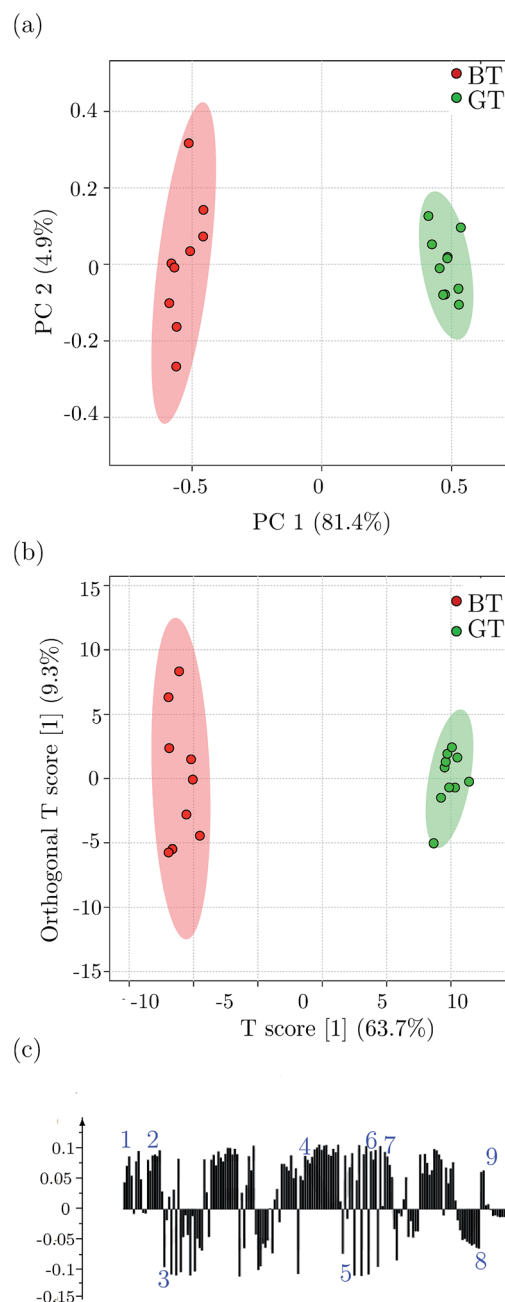 (a)
BT
GT
0.4
0.2
0
-0.2
-0.4
PC 2 (4.9%)
-0.5 0 0.5
PC 1 (81.4%)
(b)
BT
GT
15
10
5
0
-5
-10
-15
Orthogonal T score [1] (9.3%)
-10 -5 0 5 10
T score [1] (63.7%)
(c)
1 2 4 6 7 9
0.1
0.05
0
-0.05
-0.1
-0.15
3 5 8